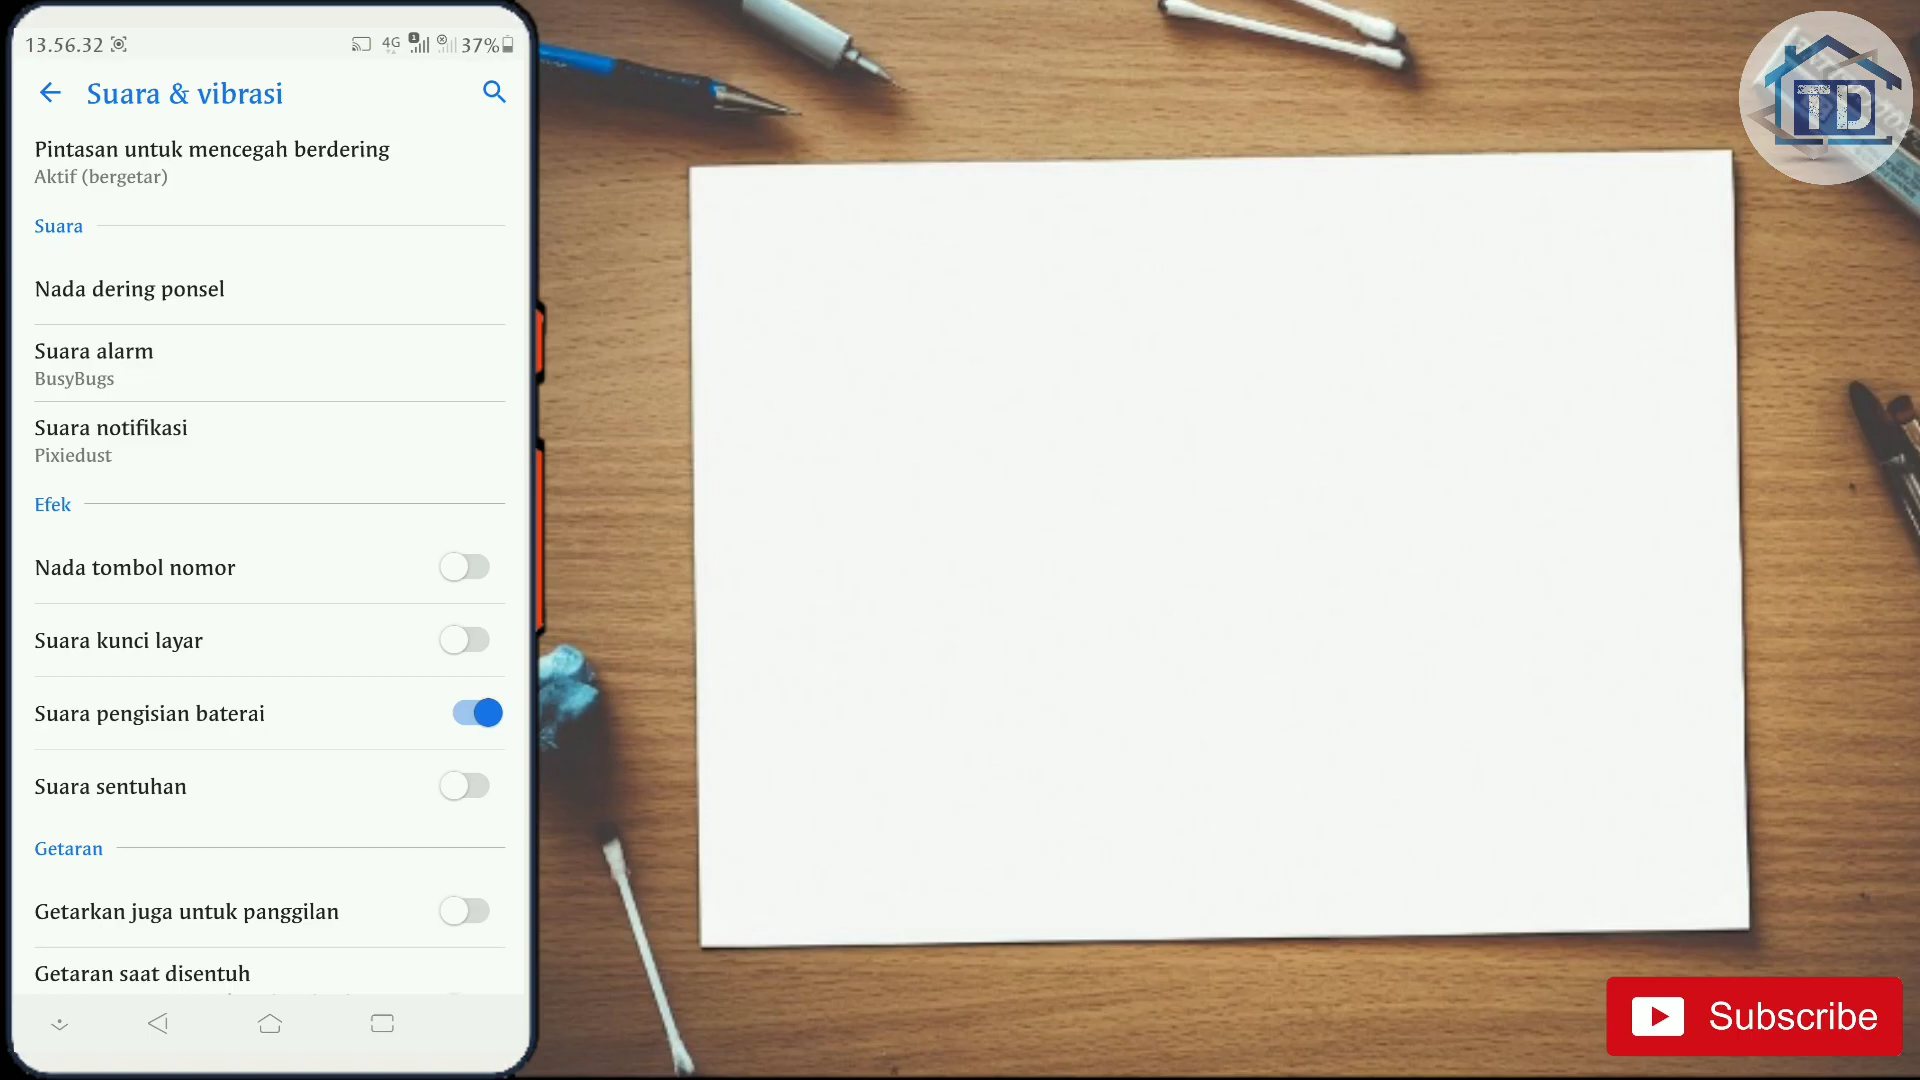 13.56.32 4G 1 37%
Suara & vibrasi
Pintasan untuk mencegah berdering
Aktif (bergetar)
Suara
Nada dering ponsel
Suara alarm
BusyBugs
Suara notifikasi
Pixiedust
Efek
Nada tombol nomor
Suara kunci layar
Suara pengisian baterai
Suara sentuhan
Getaran
Getarkan juga untuk panggilan
Getaran saat disentuh
TD
Subscribe